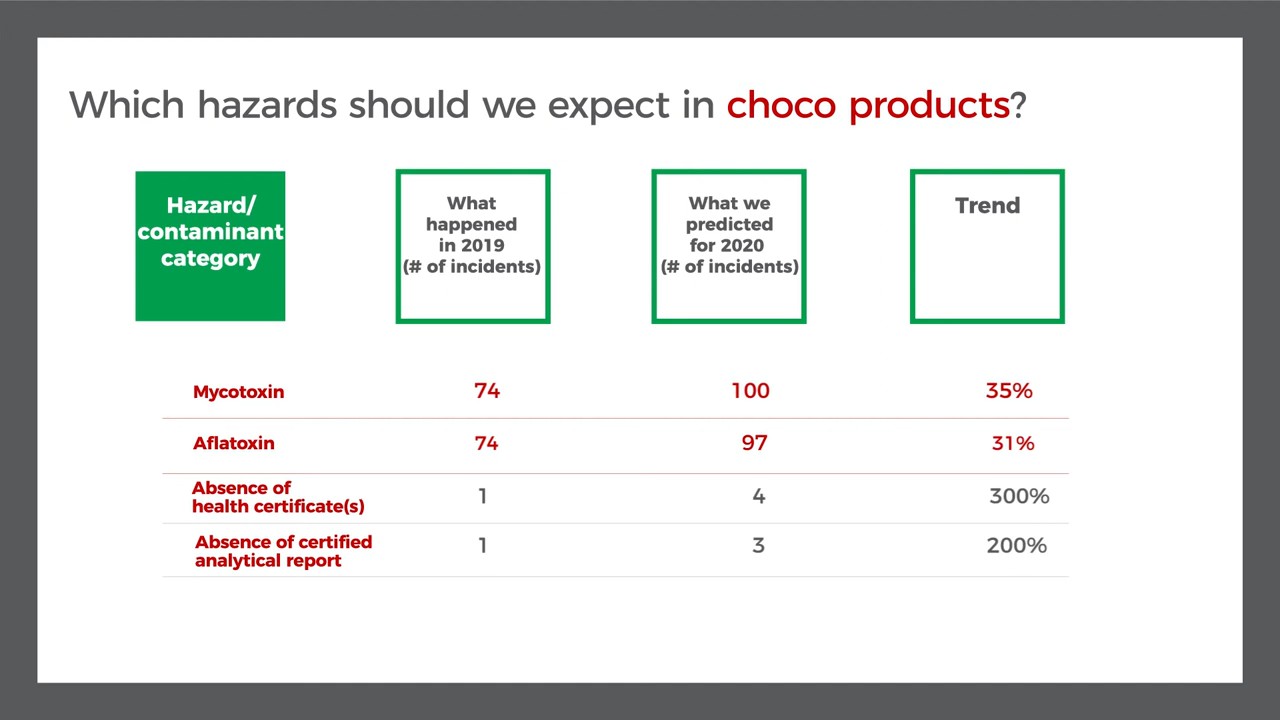 Which hazards should we expect in choco products?
Hazard/
contaminant
category
What
happened
in 2019
(# of incidents)
What we
predicted
for 2020
(# of incidents)
Trend
Mycotoxin 74 100 35%
Aflatoxin 74 97 31%
Absence of
health certificate(s) 1 4 300%
Absence of certified
analytical report 1 3 200%